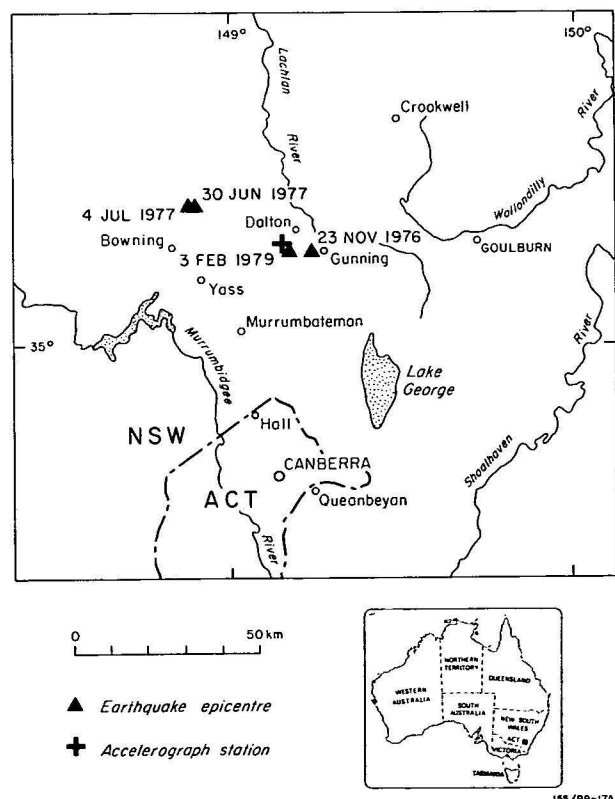 149°
150°
Lachlan
River
Crookwell
River
Wollondilly
30 JUN 1977
4 JUL 1977
Dalton
23 NOV 1976
Bowning
3 FEB 1979
Gunning
GOULBURN
Yass
Murrumbateman
River
35°
Murrumbidgee
Lake
George
NSW
Hall
CANBERRA
Shoalhaven
ACT
Queanbeyan
River
0 50 km
Earthquake epicentre
Accelerograph station
NORTHERN
TERRITORY
QUEENSLAND
WESTERN
AUSTRALIA
SOUTH
AUSTRALIA
NEW SOUTH
WALES
ACT
VICTORIA
TASMANIA